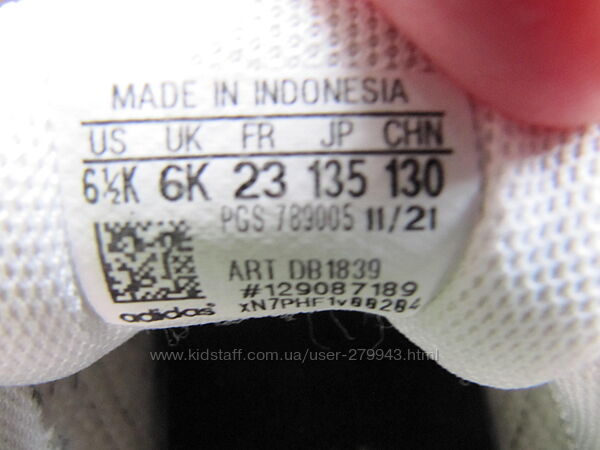 MADE IN INDONESIA
US UK FR JP CHN
6½K 6K 23 135 130
PGS 789005 11/21
ART DB1839
#129087189
adidas xN7PHF1v00204
www.kidstaff.com.ua/user-279943.html